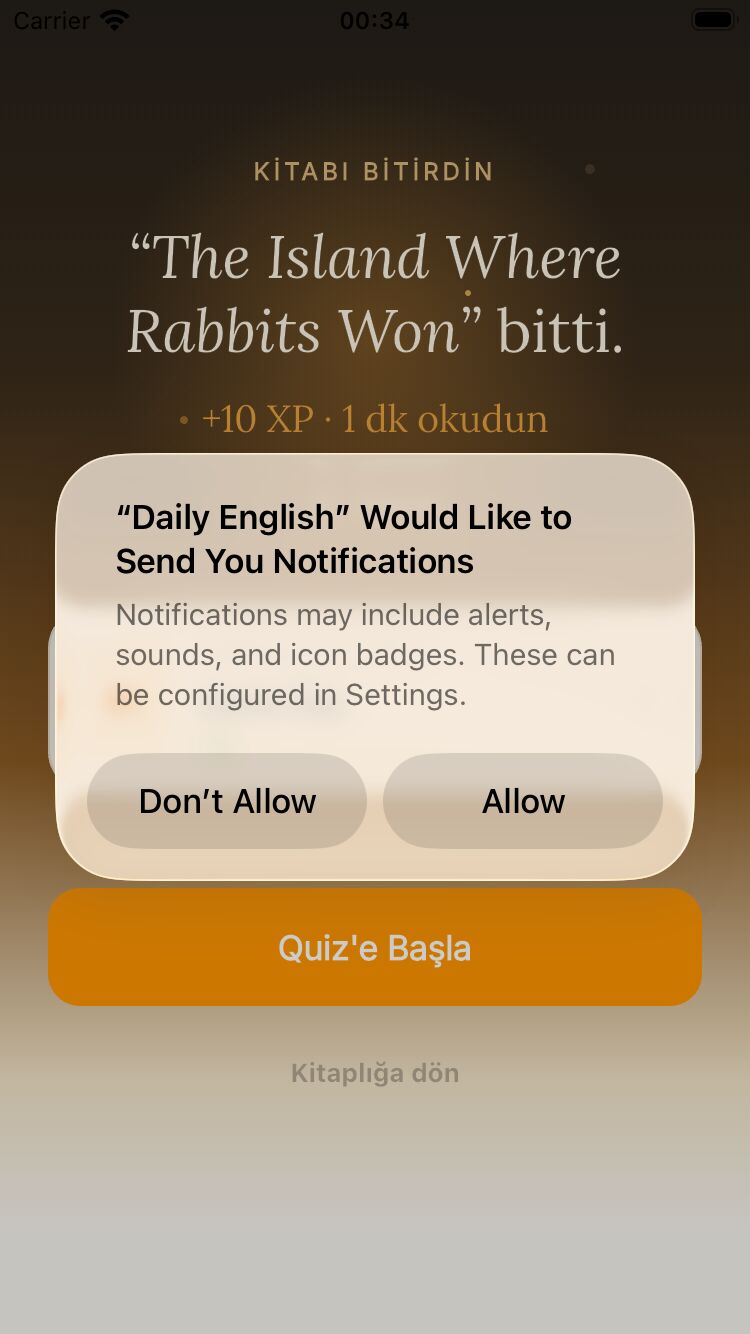 Carrier
00:34
KİTABI BİTİRDİN
“The Island Where
Rabbits Won” bitti.
+10 XP · 1 dk okudun
“Daily English” Would Like to
Send You Notifications
Notifications may include alerts,
sounds, and icon badges. These can
be configured in Settings.
Don’t Allow
Allow
Quiz'e Başla
Kitaplığa dön